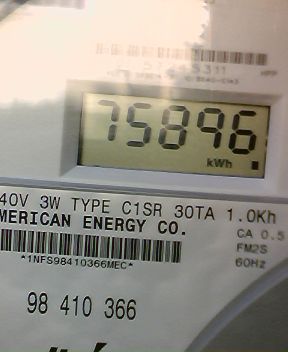 75896
kWh
40V 3W TYPE C1SR 30TA 1.0Kh
MERICAN ENERGY CO.
CA 0.5
FM2S
60Hz
*1NFS98410366MEC*
98 410 366